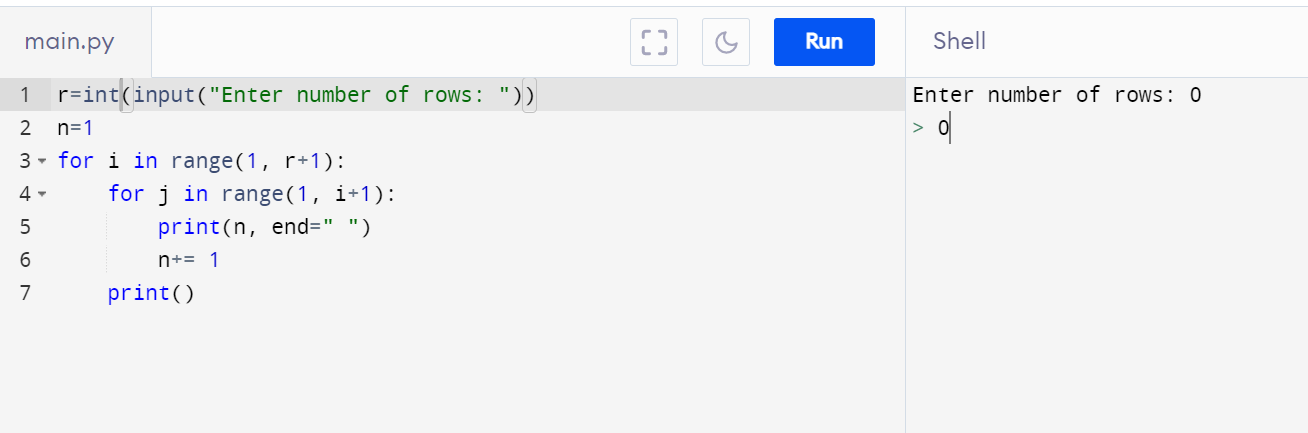 main.py Run Shell
1 r=int(input("Enter number of rows: "))
2 n=1
3 for i in range(1, r+1):
4     for j in range(1, i+1):
5         print(n, end=" ")
6         n+= 1
7     print()
Enter number of rows: 0
> 0